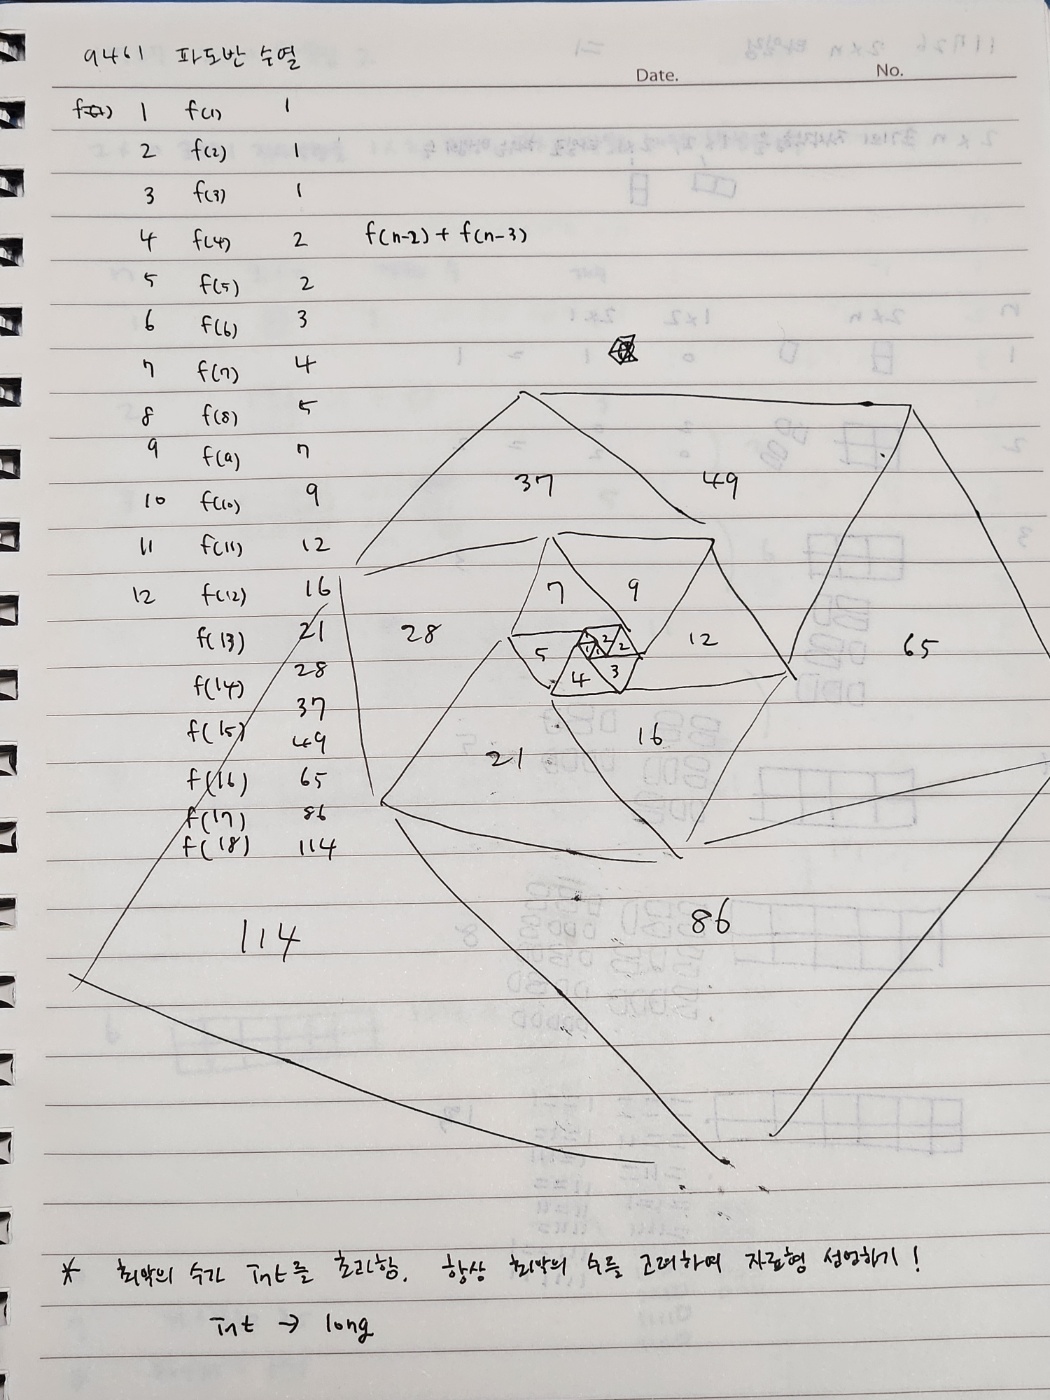 9461 파도반 수열
Date. No.
1 f(1) 1
2 f(2) 1
3 f(3) 1
4 f(4) 2 f(n-2) + f(n-3)
5 f(5) 2
6 f(6) 3
7 f(7) 4
8 f(8) 5
9 f(9) 7
10 f(10) 9
11 f(11) 12
12 f(12) 16
f(13) 21
f(14) 28
f(15) 37
49
f(16) 65
f(17) 86
f(18) 114
37 49
7 9
28 12 65
1 2
1 1 2
5 4 3
21 16
114 86
* 최악의 수가 int를 초과함. 항상 최악의 수를 고려하여 자료형 선언하기!
int → long